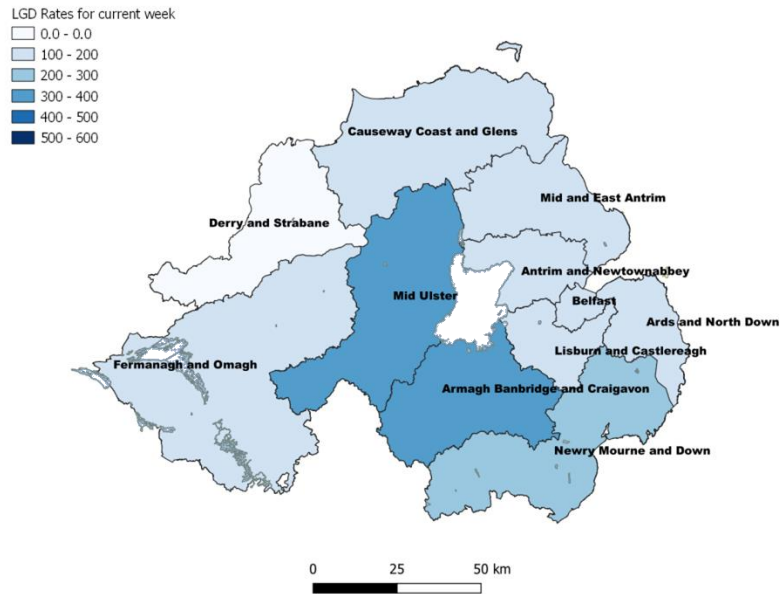 LGD Rates for current week
0.0 - 0.0
100 - 200
200 - 300
300 - 400
400 - 500
500 - 600
Causeway Coast and Glens
Mid and East Antrim
Derry and Strabane
Antrim and Newtownabbey
Mid Ulster
Belfast
Ards and North Down
Lisburn and Castlereagh
Fermanagh and Omagh
Armagh Banbridge and Craigavon
Newry Mourne and Down
0 25 50 km